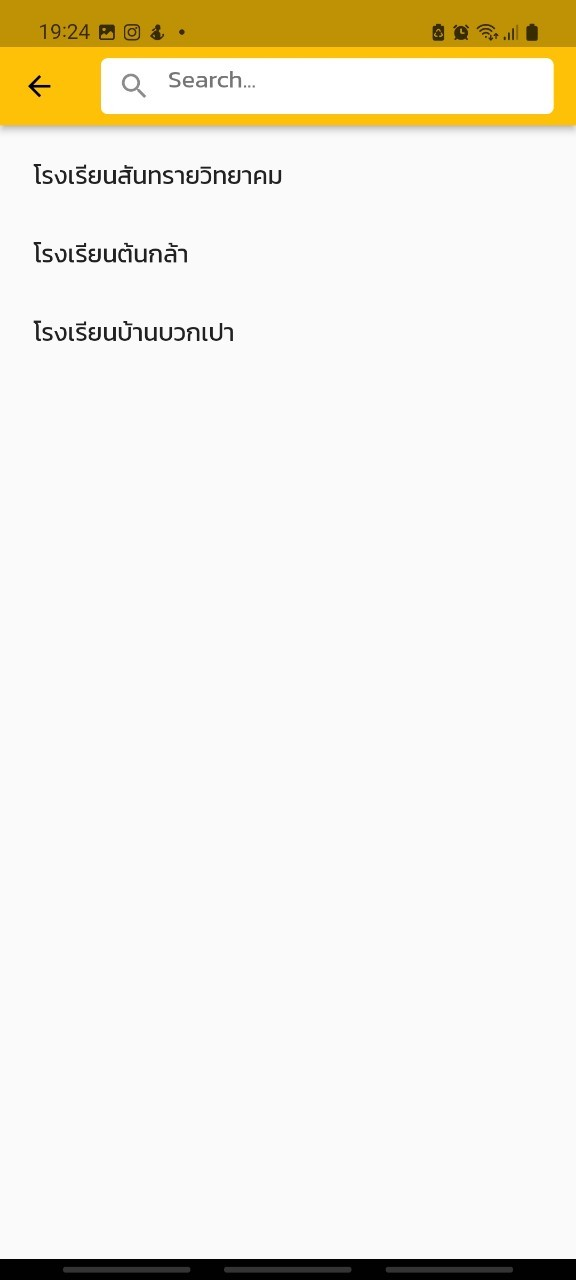 19:24
Search...
โรงเรียนสันทรายวิทยาคม
โรงเรียนต้นกล้า
โรงเรียนบ้านบวกเปา